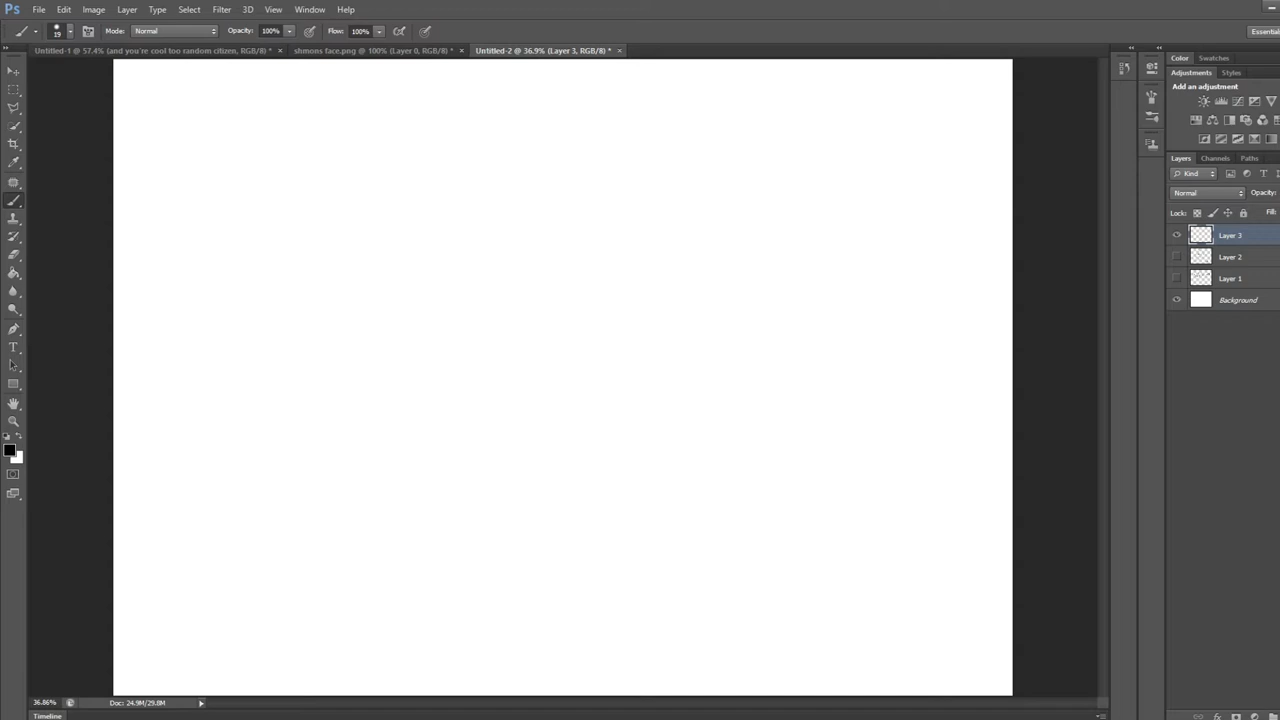 Ps File Edit Image Layer Type Select Filter 3D View Window Help
19 Mode: Normal Opacity: 100% Flow: 100% Essential
Untitled-1 @ 57.4% (and you're cool too random citizen, RGB/8) * × shmons face.png @ 100% (Layer 0, RGB/8) * × Untitled-2 @ 36.9% (Layer 3, RGB/8) * ×
Color Swatches
Adjustments Styles
Add an adjustment
Layers Channels Paths
Kind
Normal Opacity:
Lock: Fill:
Layer 3
Layer 2
Layer 1
Background
36.86% Doc: 24.9M/29.8M
Timeline